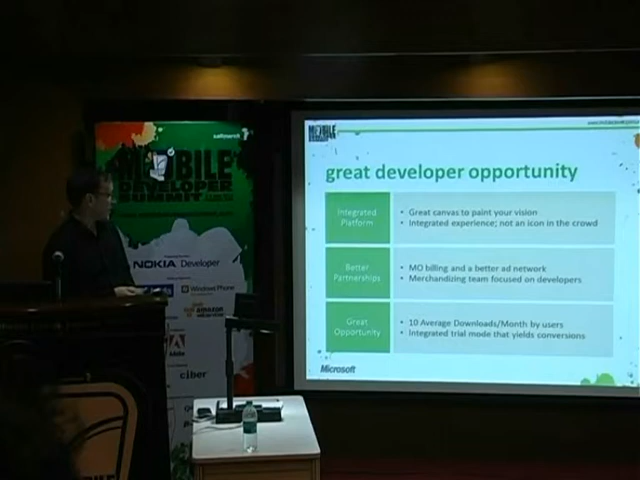 MOBILE
DEVELOPER
SUMMIT
NOKIA Developer
Windows Phone
amazon
Adobe
ciber
MOBILE
great developer opportunity
Integrated
Platform
• Great canvas to paint your vision
• Integrated experience; not an icon in the crowd
Better
Partnerships
• MO billing and a better ad network
• Merchandizing team focused on developers
Great
Opportunity
• 10 Average Downloads/Month by users
• Integrated trial mode that yields conversions
Microsoft